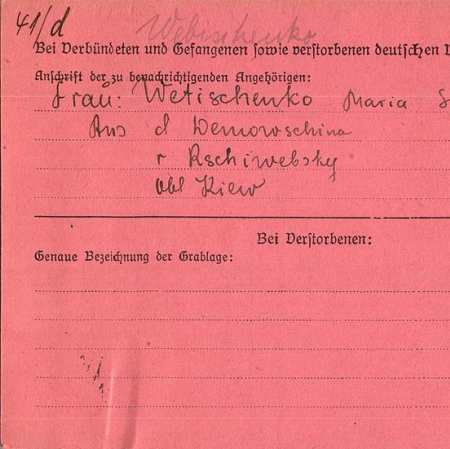 41/d Webischenko
Bei Verbündeten und Gefangenen sowie verstorbenen deutschen
Anschrift der zu benachrichtigenden Angehörigen:
Frau: Wetischenko Maria
Aus d Demowschina
r Rschiwebsky
obl Kiew
Bei Verstorbenen:
Genaue Bezeichnung der Grablage: